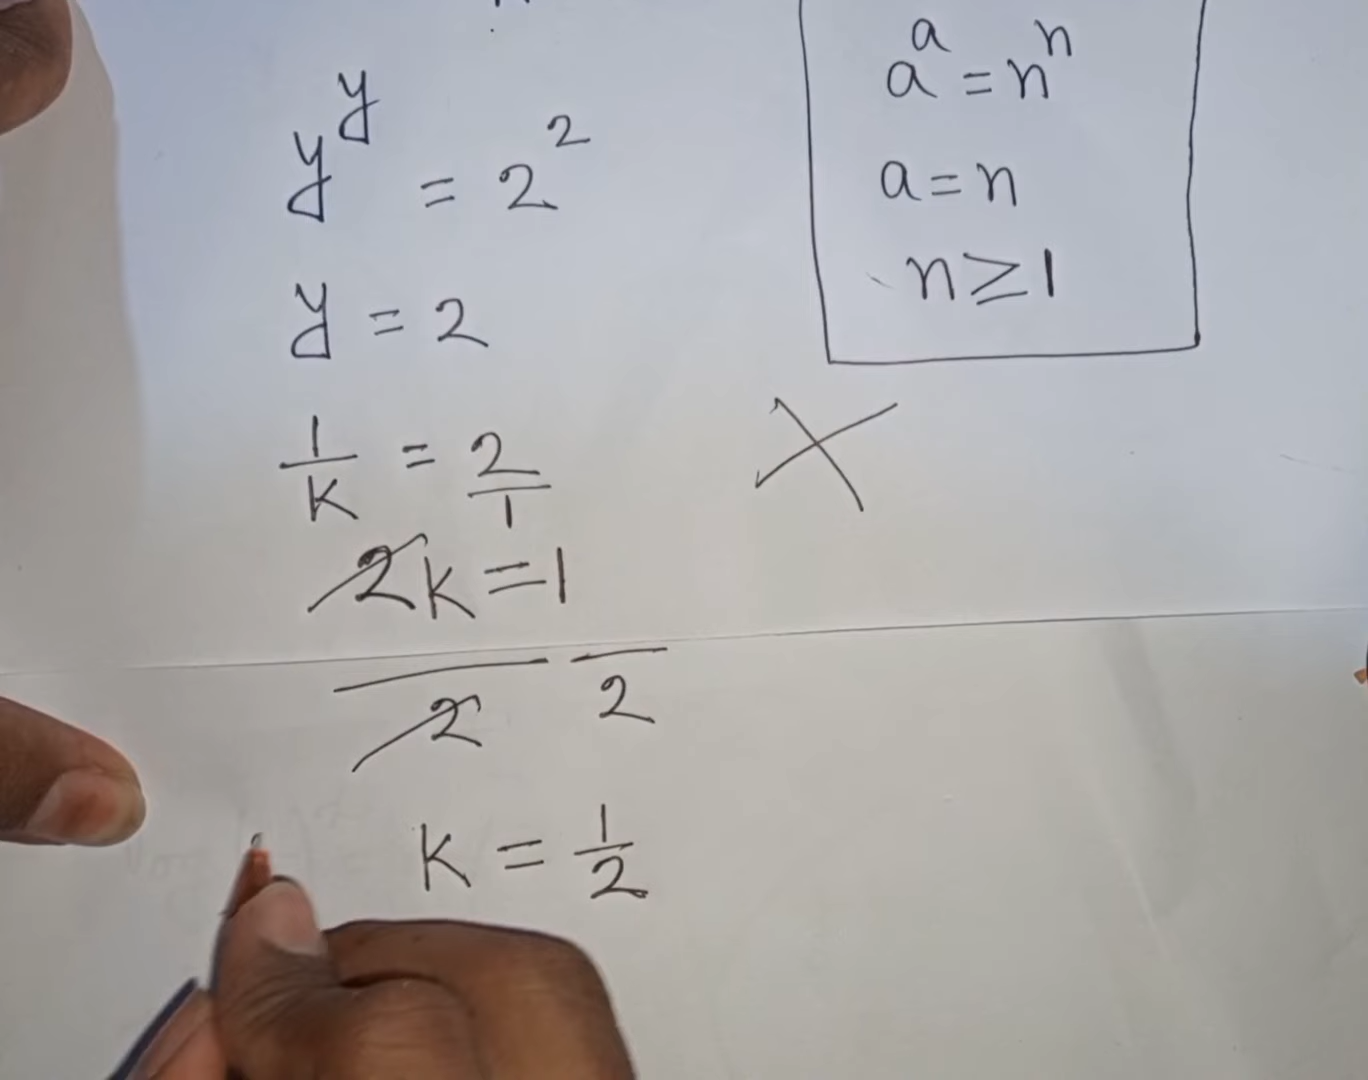 y^y = 2^2
y = 2
1/K = 2/1
2K = 1
2 2
K = 1/2
a^a = n^n
a = n
n ≥ 1